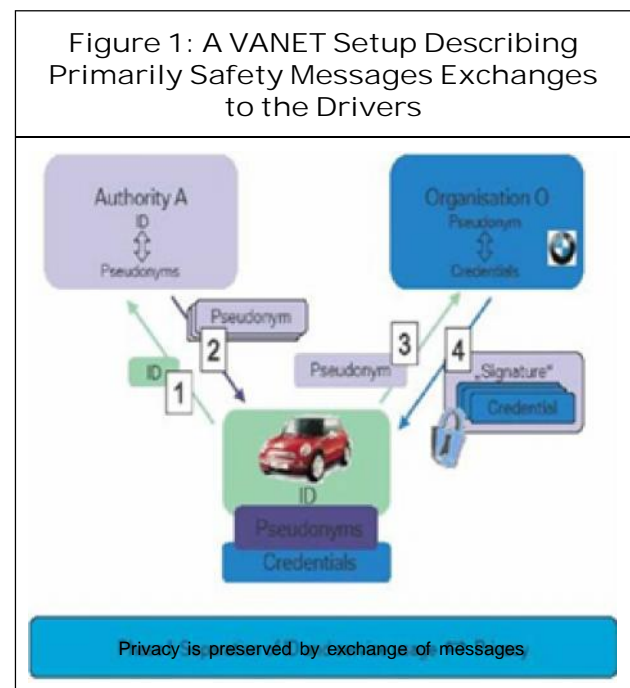 Figure 1: A VANET Setup Describing
Primarily Safety Messages Exchanges
to the Drivers
Authority A
ID
Pseudonyms
Organisation O
Pseudonym
Credentials
Pseudonym
2
ID
1
3
Pseudonym
4
„Signature"
Credential
ID
Pseudonyms
Credentials
Privacy is preserved by exchange of messages